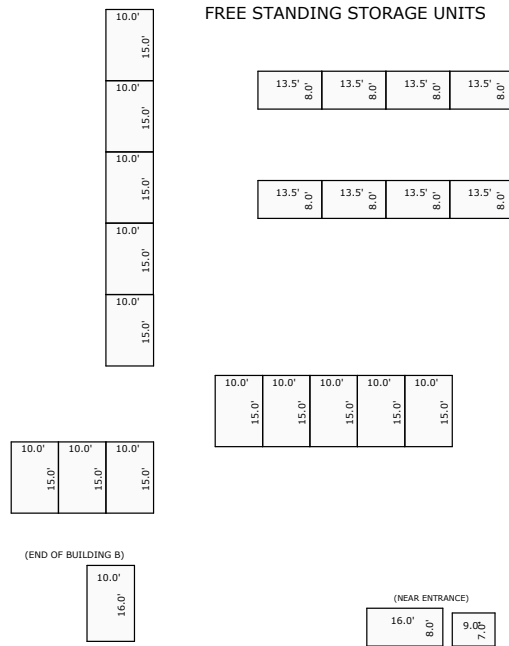 FREE STANDING STORAGE UNITS
10.0'
15.0'
10.0'
15.0'
10.0'
15.0'
10.0'
15.0'
10.0'
15.0'
13.5' 13.5' 13.5' 13.5'
8.0' 8.0' 8.0' 8.0'
13.5' 13.5' 13.5' 13.5'
8.0' 8.0' 8.0' 8.0'
10.0' 10.0' 10.0' 10.0' 10.0'
15.0' 15.0' 15.0' 15.0' 15.0'
10.0' 10.0' 10.0'
15.0' 15.0' 15.0'
(END OF BUILDING B)
10.0'
16.0'
(NEAR ENTRANCE)
16.0'
8.0'
9.0'
7.0'